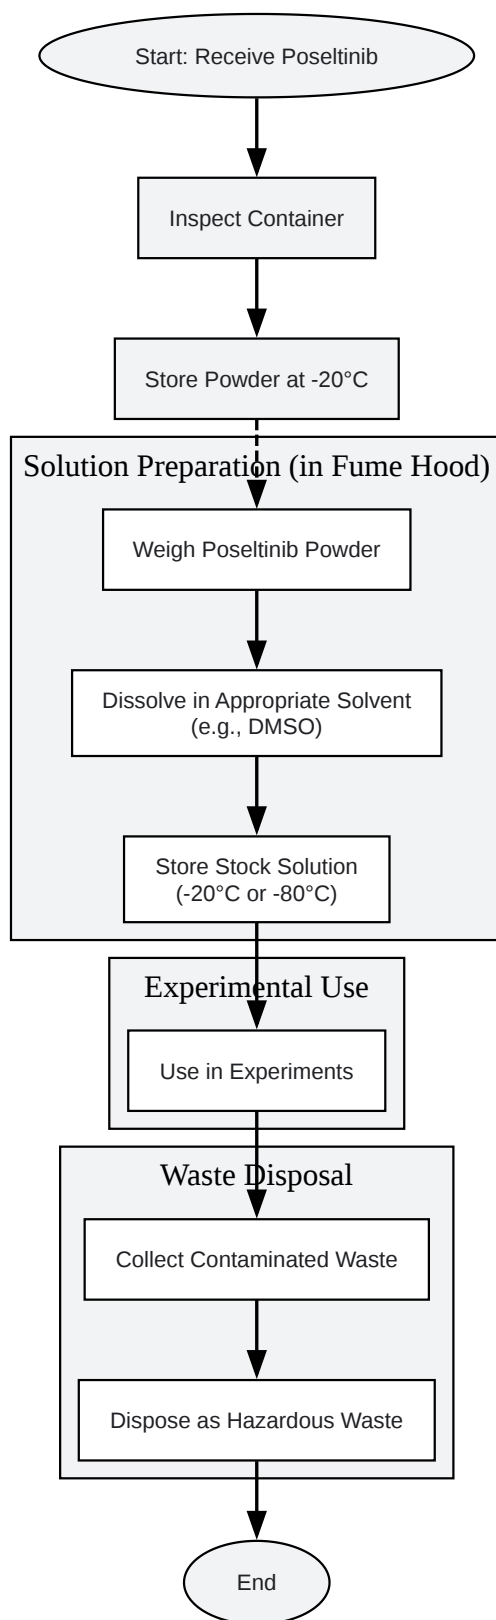 Start: Receive Poseltinib
Inspect Container
Store Powder at -20°C
Solution Preparation (in Fume Hood)
Weigh Poseltinib Powder
Dissolve in Appropriate Solvent
(e.g., DMSO)
Store Stock Solution
(-20°C or -80°C)
Experimental Use
Use in Experiments
Waste Disposal
Collect Contaminated Waste
Dispose as Hazardous Waste
End